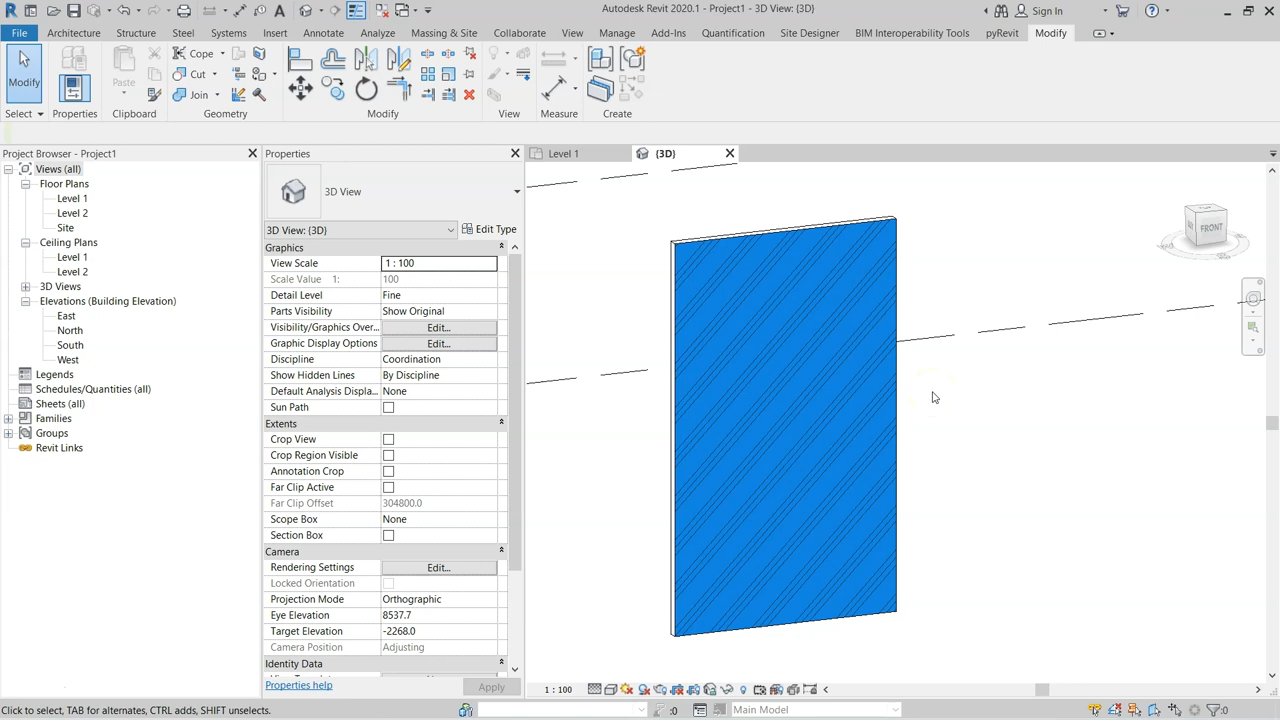 Autodesk Revit 2020.1 - Project1 - 3D View: {3D}
Sign In
File Architecture Structure Steel Systems Insert Annotate Analyze Massing & Site Collaborate View Manage Add-Ins Quantification Site Designer BIM Interoperability Tools pyRevit Modify
Modify
Properties
Paste
Cope
Cut
Join
Select Properties Clipboard Geometry Modify View Measure Create
Project Browser - Project1
Views (all)
Floor Plans
Level 1
Level 2
Site
Ceiling Plans
Level 1
Level 2
3D Views
Elevations (Building Elevation)
East
North
South
West
Legends
Schedules/Quantities (all)
Sheets (all)
Families
Groups
Revit Links
Properties
3D View
3D View: {3D} Edit Type
Graphics
View Scale 1 : 100
Scale Value 1: 100
Detail Level Fine
Parts Visibility Show Original
Visibility/Graphics Over... Edit...
Graphic Display Options Edit...
Discipline Coordination
Show Hidden Lines By Discipline
Default Analysis Displa... None
Sun Path
Extents
Crop View
Crop Region Visible
Annotation Crop
Far Clip Active
Far Clip Offset 304800.0
Scope Box None
Section Box
Camera
Rendering Settings Edit...
Locked Orientation
Projection Mode Orthographic
Eye Elevation 8537.7
Target Elevation -2268.0
Camera Position Adjusting
Identity Data
Properties help Apply
Level 1 {3D}
FRONT
1 : 100
Click to select, TAB for alternates, CTRL adds, SHIFT unselects.
:0 Main Model :0